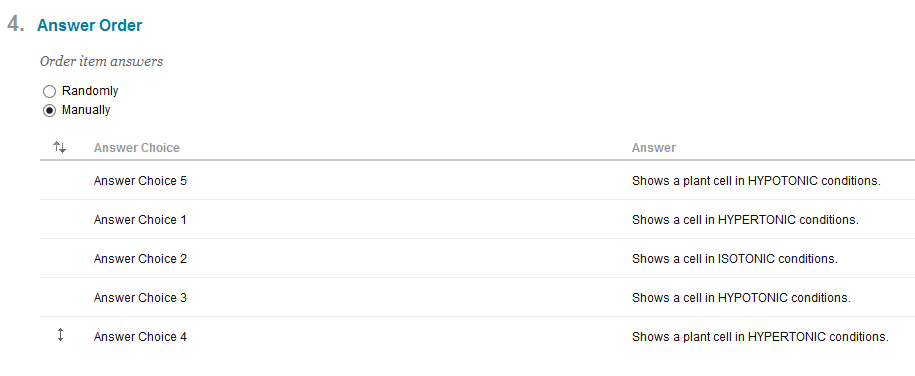 4. Answer Order
Order item answers
Randomly
Manually
Answer Choice Answer
Answer Choice 5 Shows a plant cell in HYPOTONIC conditions.
Answer Choice 1 Shows a cell in HYPERTONIC conditions.
Answer Choice 2 Shows a cell in ISOTONIC conditions.
Answer Choice 3 Shows a cell in HYPOTONIC conditions.
Answer Choice 4 Shows a plant cell in HYPERTONIC conditions.